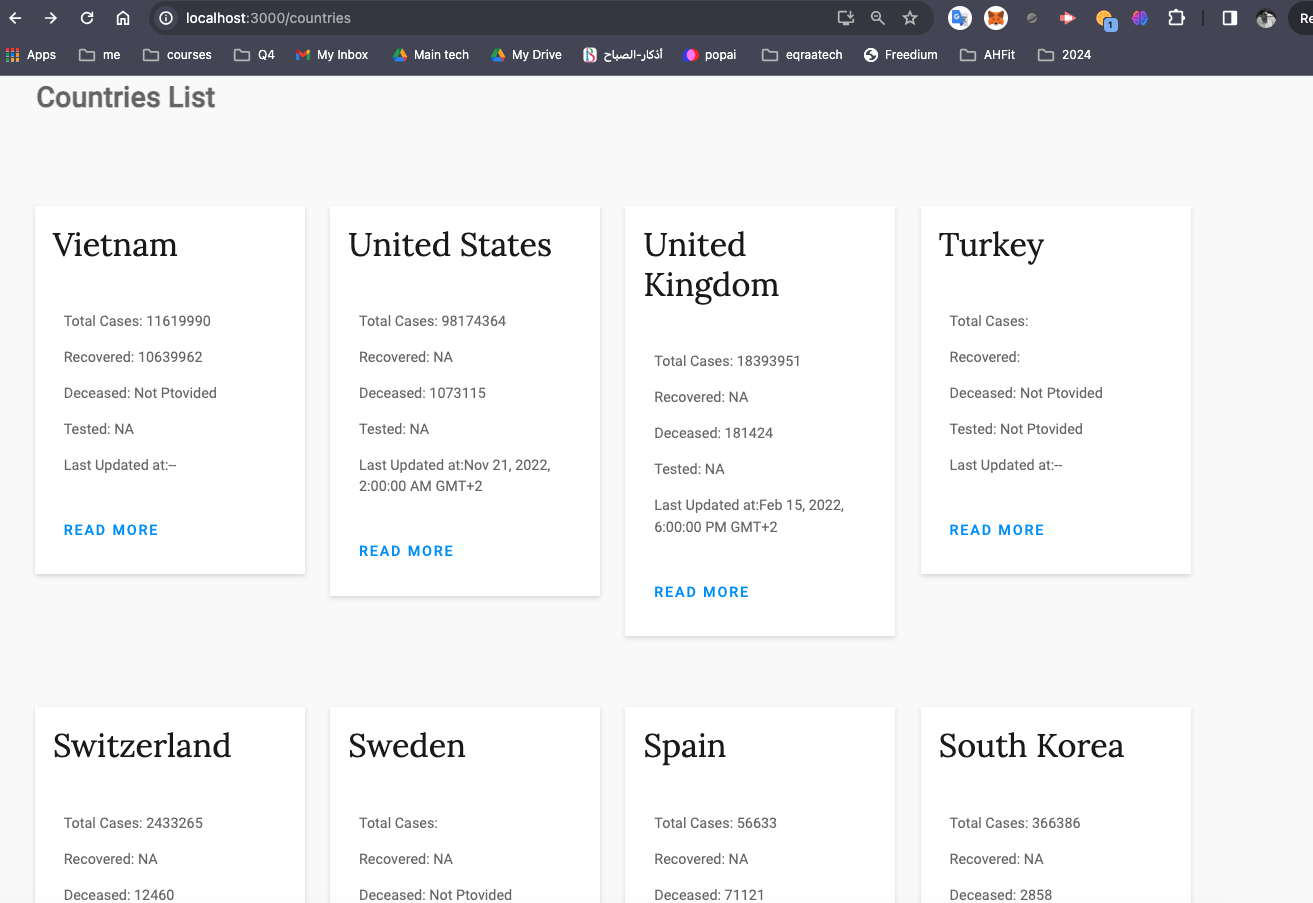 localhost:3000/countries
1
Re
Apps
me
courses
Q4
My Inbox
Main tech
My Drive
أذكار-الصباح
popai
eqraatech
Freedium
AHFit
2024
Countries List
Vietnam
Total Cases: 11619990
Recovered: 10639962
Deceased: Not Ptovided
Tested: NA
Last Updated at:--
READ MORE
United States
Total Cases: 98174364
Recovered: NA
Deceased: 1073115
Tested: NA
Last Updated at:Nov 21, 2022,
2:00:00 AM GMT+2
READ MORE
United
Kingdom
Total Cases: 18393951
Recovered: NA
Deceased: 181424
Tested: NA
Last Updated at:Feb 15, 2022,
6:00:00 PM GMT+2
READ MORE
Turkey
Total Cases:
Recovered:
Deceased: Not Ptovided
Tested: Not Ptovided
Last Updated at:--
READ MORE
Switzerland
Total Cases: 2433265
Recovered: NA
Deceased: 12460
Sweden
Total Cases:
Recovered: NA
Deceased: Not Ptovided
Spain
Total Cases: 56633
Recovered: NA
Deceased: 71121
South Korea
Total Cases: 366386
Recovered: NA
Deceased: 2858